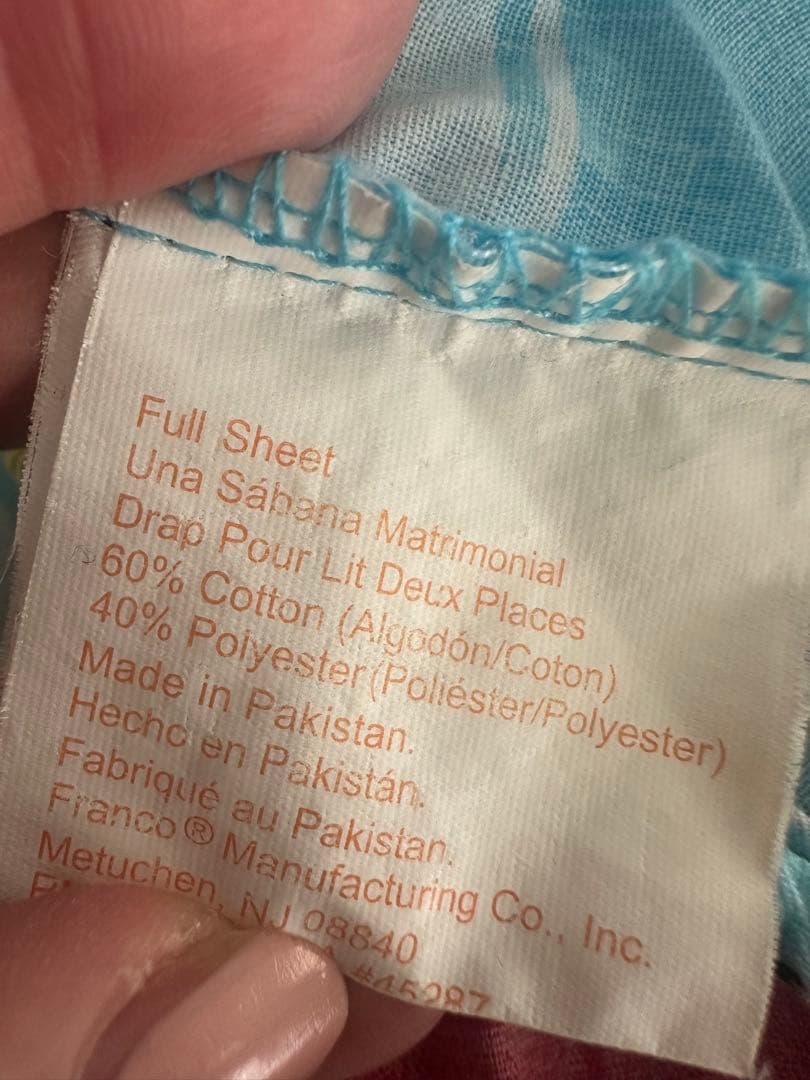 Full Sheet
Una Sábana Matrimonial
Drap Pour Lit Deux Places
60% Cotton (Algodón/Coton)
40% Polyester(Poliéster/Polyester)
Made in Pakistan.
Hecho en Pakistán.
Fabriqué au Pakistan.
Franco® Manufacturing Co., Inc.
Metuchen, NJ 08840
#45287